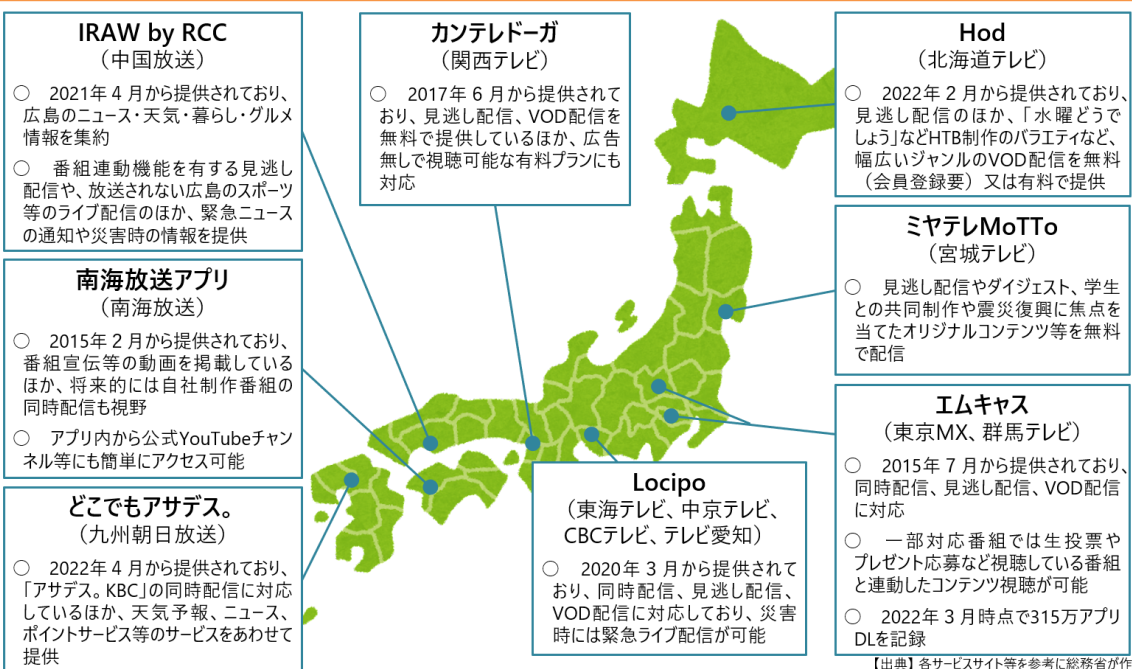 IRAW by RCC
（中国放送）
○　2021年４月から提供されており、
広島のニュース・天気・暮らし・グルメ
情報を集約
○　番組連動機能を有する見逃し
配信や、放送されない広島のスポーツ
等のライブ配信のほか、緊急ニュース
の通知や災害時の情報を提供
南海放送アプリ
（南海放送）
○　2015年２月から提供されており、
番組宣伝等の動画を掲載している
ほか、将来的には自社制作番組の
同時配信も視野
○　アプリ内から公式YouTubeチャン
ネル等にも簡単にアクセス可能
どこでもアサデス。
（九州朝日放送）
○　2022年４月から提供されており、
「アサデス。KBC」の同時配信に対応
しているほか、天気予報、ニュース、
ポイントサービス等のサービスをあわせて
提供
カンテレドーガ
（関西テレビ）
○　2017年６月から提供されて
おり、見逃し配信、VOD配信を
無料で提供しているほか、広告
無しで視聴可能な有料プランにも
対応
Locipo
（東海テレビ、中京テレビ、
CBCテレビ、テレビ愛知）
○　2020年３月から提供されて
おり、同時配信、見逃し配信、
VOD配信に対応しており、災害
時には緊急ライブ配信が可能
Hod
（北海道テレビ）
○　2022年２月から提供されており、
見逃し配信のほか、「水曜どうで
しょう」などHTB制作のバラエティなど、
幅広いジャンルのVOD配信を無料
（会員登録要）又は有料で提供
ミヤテレMoTTo
（宮城テレビ）
○　見逃し配信やダイジェスト、学生
との共同制作や震災復興に焦点を
当てたオリジナルコンテンツ等を無料
で配信
エムキャス
（東京MX、群馬テレビ）
○　2015年７月から提供されており、
同時配信、見逃し配信、VOD配信
に対応
○　一部対応番組では生投票や
プレゼント応募など視聴している番組
と連動したコンテンツ視聴が可能
○　2022年３月時点で315万アプリ
DLを記録
【出典】各サービスサイト等を参考に総務省が作